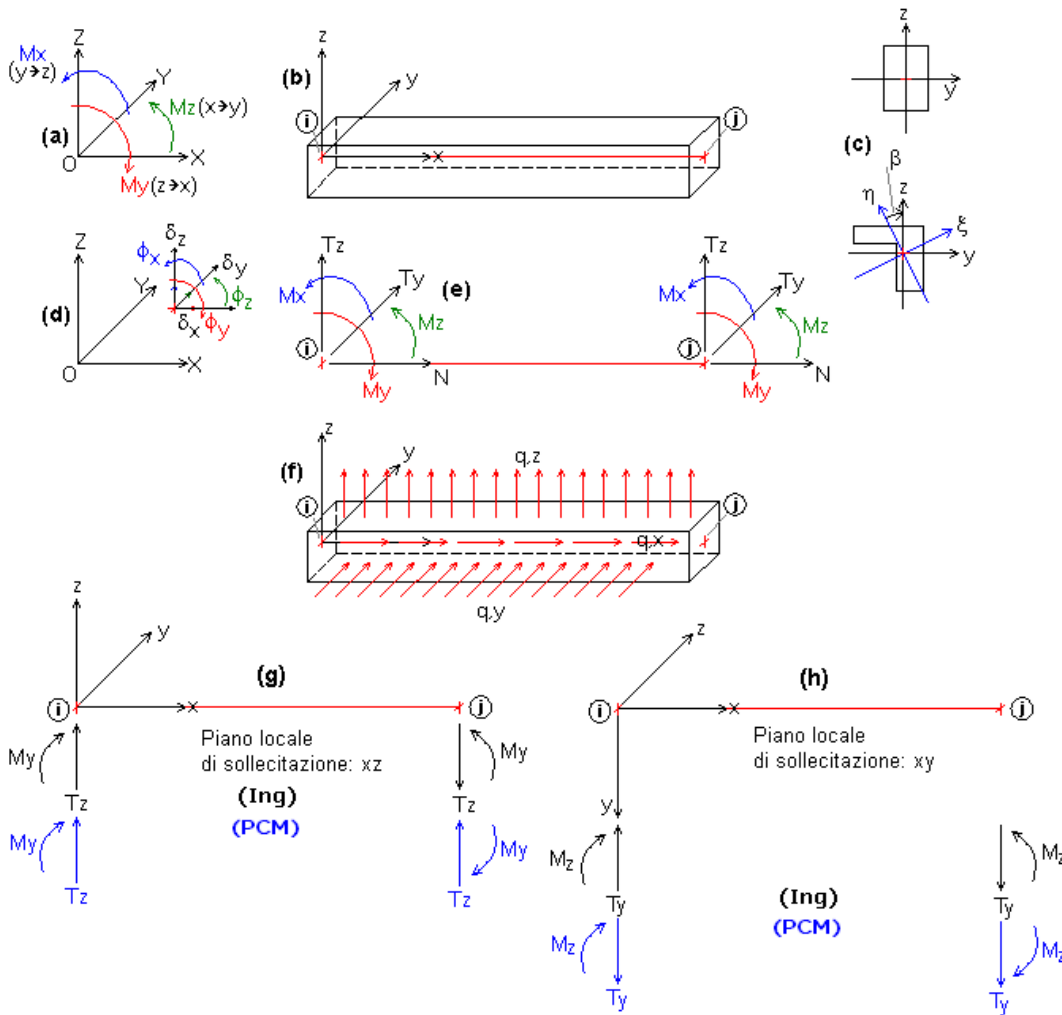 Z
Mx
(y→z)
Y
Mz(x→y)
(a)
O
X
My(z→x)
z
(b)
y
i
j
x
z
y
(c)
β
z
η
ξ
y
Z
δz
ϕx
δy
Y
ϕz
(d)
δx
ϕy
O
X
Tz
Ty
Mx
(e)
Mz
i
N
My
Tz
Ty
Mx
Mz
j
N
My
z
y
q,z
(f)
i
j
q,x
q,y
z
y
(g)
i
x
j
Piano locale
di sollecitazione: xz
My
My
Tz
Tz
(Ing)
(PCM)
My
My
Tz
Tz
z
(h)
i
x
j
Piano locale
di sollecitazione: xy
y
Mz
Mz
Ty
Ty
(Ing)
(PCM)
Mz
Mz
Ty
Ty